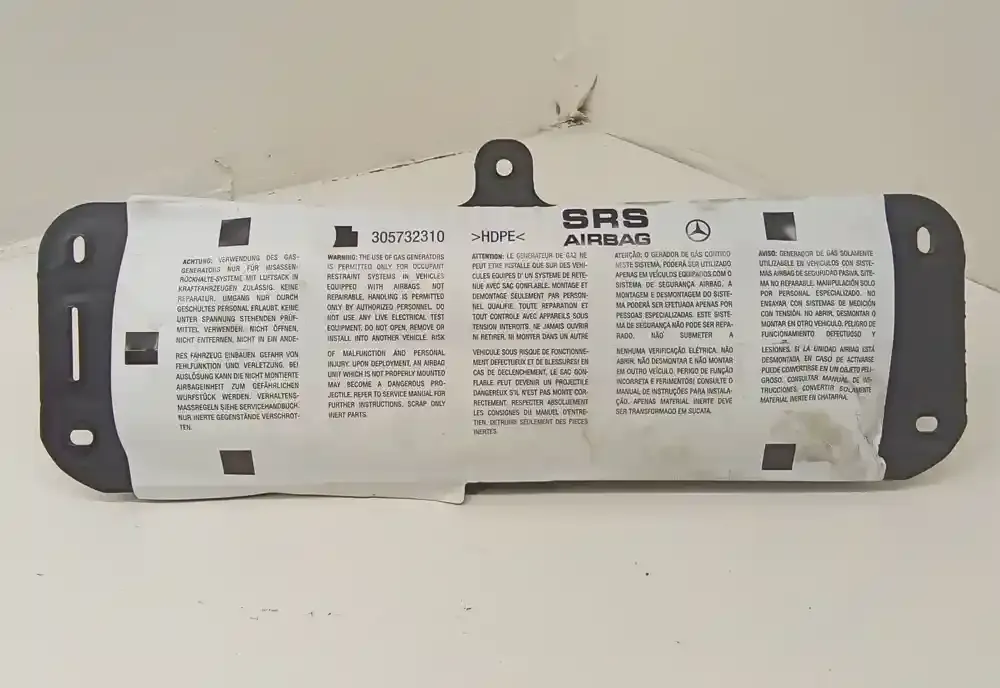 305732310 >HDPE< SRS
AIRBAG
ACHTUNG: VERWENDUNG DES GAS-
GENERATORS NUR FÜR INSASSEN-
RÜCKHALTE-SYSTEME MIT LUFTSACK IN
KRAFTFAHRZEUGEN ZULÄSSIG. KEINE
REPARATUR. UMGANG NUR DURCH
GESCHULTES PERSONAL ERLAUBT. KEINE
UNTER SPANNUNG STEHENDEN PRÜF-
MITTEL VERWENDEN. NICHT ÖFFNEN,
NICHT ENTFERNEN, NICHT IN EIN ANDE-
RES FAHRZEUG EINBAUEN. GEFAHR VON
FEHLFUNKTION UND VERLETZUNG. BEI
AUSLÖSUNG KANN DIE NICHT MONTIERTE
AIRBAGEINHEIT ZUM GEFÄHRLICHEN
WURFSTÜCK WERDEN. VERHALTENS-
MASSREGELN SIEHE SERVICEHANDBUCH.
NUR INERTE GEGENSTÄNDE VERSCHROT-
TEN.
WARNING: THE USE OF GAS GENERATORS
IS PERMITTED ONLY FOR OCCUPANT
RESTRAINT SYSTEMS IN VEHICLES
EQUIPPED WITH AIRBAGS. NOT
REPAIRABLE. HANDLING IS PERMITTED
ONLY BY AUTHORIZED PERSONNEL. DO
NOT USE ANY LIVE ELECTRICAL TEST
EQUIPMENT. DO NOT OPEN, REMOVE OR
INSTALL INTO ANOTHER VEHICLE. RISK
OF MALFUNCTION AND PERSONAL
INJURY. UPON DEPLOYMENT, AN AIRBAG
UNIT WHICH IS NOT PROPERLY MOUNTED
MAY BECOME A DANGEROUS PRO-
JECTILE. REFER TO SERVICE MANUAL FOR
FURTHER INSTRUCTIONS. SCRAP ONLY
INERT PARTS.
ATTENTION: LE GENERATEUR DE GAZ NE
PEUT ETRE INSTALLE QUE SUR DES VEHI-
CULES EQUIPES D' UN SYSTEME DE RETE-
NUE AVEC SAC GONFLABLE. MONTAGE ET
DEMONTAGE SEULEMENT PAR PERSON-
NEL QUALIFIE. TOUTE REPARATION ET
TOUT CONTROLE AVEC APPAREILS SOUS
TENSION INTERDITS. NE JAMAIS OUVRIR
NI RETIRER, NI MONTER DANS UN AUTRE
VEHICULE SOUS RISQUE DE FONCTIONNE-
MENT DEFECTUEUX ET DE BLESSURES! EN
CAS DE DECLENCHEMENT, LE SAC GON-
FLABLE PEUT DEVENIR UN PROJECTILE
DANGEREUX S'IL N'EST PAS MONTE COR-
RECTEMENT. RESPECTER ABSOLUMENT
LES CONSIGNES DU MANUEL D'ENTRE-
TIEN. DETRUIRE SEULEMENT DES PIECES
INERTES.
ATENÇÃO: O GERADOR DE GÁS CONTIDO
NESTE SISTEMA, PODERÁ SER UTILIZADO
APENAS EM VEÍCULOS EQUIPADOS COM O
SISTEMA DE SEGURANÇA AIRBAG. A
MONTAGEM E DESMONTAGEM DO SISTE-
MA PODERÁ SER EFETUADA APENAS POR
PESSOAS ESPECIALIZADAS. ESTE SISTE-
MA DE SEGURANÇA NÃO PODE SER REPA-
RADO. NÃO SUBMETER A
NENHUMA VERIFICAÇÃO ELÉTRICA. NÃO
ABRIR, NÃO DESMONTAR E NÃO MONTAR
EM OUTRO VEÍCULO. PERIGO DE FUNÇÃO
INCORRETA E FERIMENTOS! CONSULTE O
MANUAL DE INSTRUÇÕES PARA INSTALA-
ÇÃO. APENAS MATERIAL INERTE DEVE
SER TRANSFORMADO EM SUCATA.
AVISO: GENERADOR DE GAS SOLAMENTE
UTILIZABLE EN VEHICULOS CON SISTE-
MAS AIRBAG DE SEGURIDAD PASIVA. SITE-
MA NO REPARABLE. MANIPULACIÓN SOLO
POR PERSONAL ESPECIALIZADO. NO
ENSAYAR CON SISTEMAS DE MEDICIÓN
CON TENSIÓN. NO ABRIR, DESMONTAR O
MONTAR EN OTRO VEHÍCULO. PELIGRO DE
FUNCIONAMIENTO DEFECTUOSO Y
LESIONES. SI LA UNIDAD AIRBAG ESTÁ
DESMONTADA, EN CASO DE ACTIVARSE
PUEDE CONVERTIRSE EN UN OBJETO PELI-
GROSO. CONSULTAR MANUAL DE INS-
TRUCCIONES. CONVERTIR SOLAMENTE
MATERIAL INERTE EN CHATARRA.